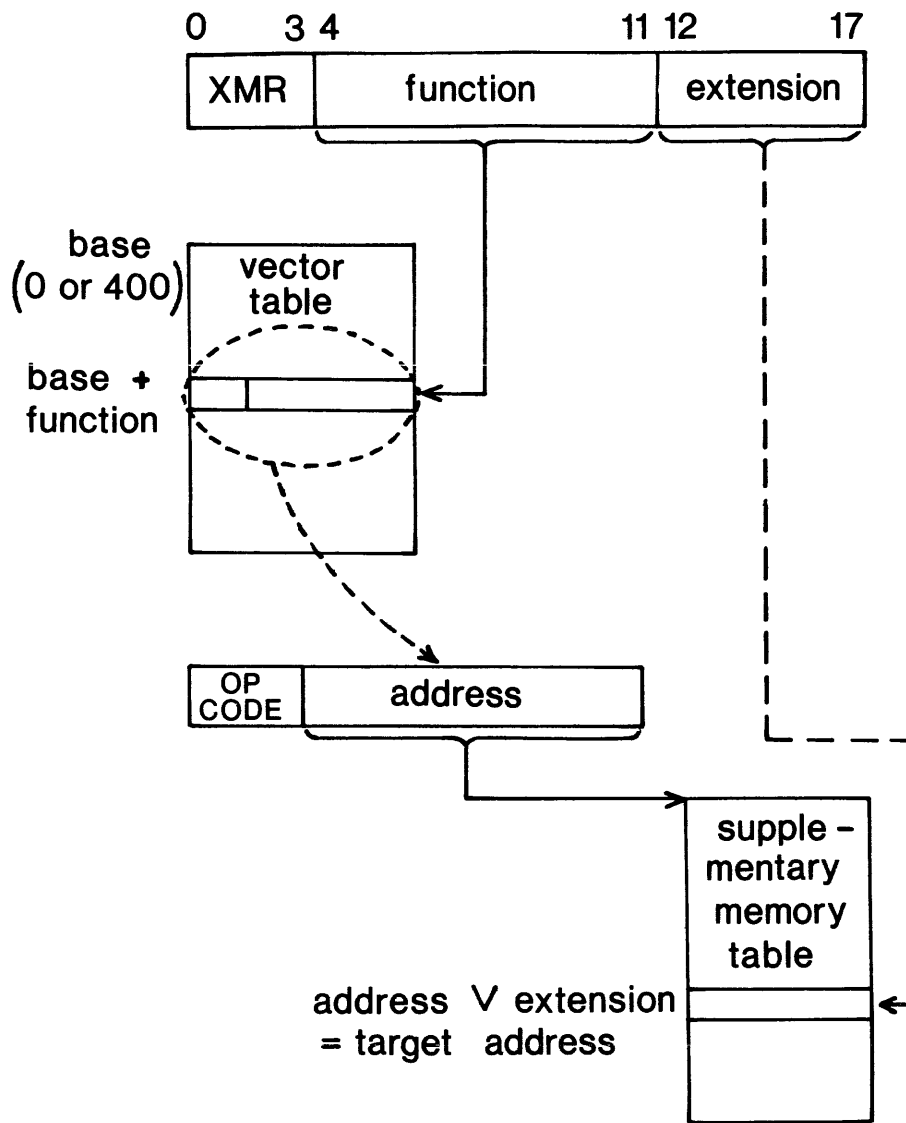 0 3 4 11 12 17
XMR function extension
base
(0 or 400)
vector
table
base +
function
OP
CODE
address
supple-
mentary
memory
table
address V extension
= target address